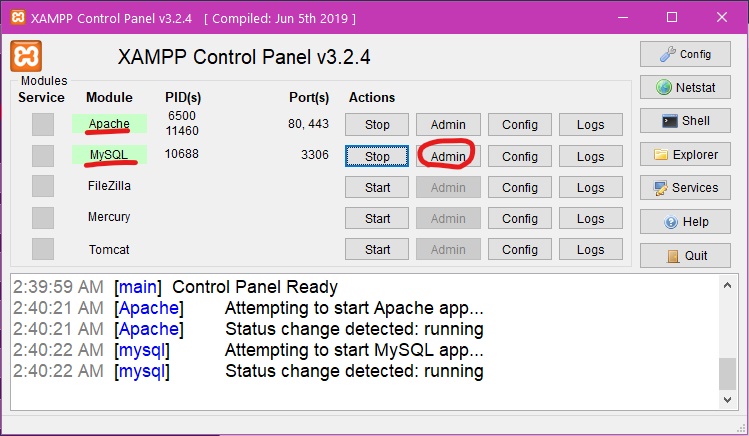 XAMPP Control Panel v3.2.4 [ Compiled: Jun 5th 2019 ]
XAMPP Control Panel v3.2.4
Config
Modules
Service Module PID(s) Port(s) Actions
Netstat
Apache 6500 11460 80, 443 Stop Admin Config Logs
Shell
MySQL 10688 3306 Stop Admin Config Logs
Explorer
FileZilla Start Admin Config Logs
Services
Mercury Start Admin Config Logs
Help
Tomcat Start Admin Config Logs
Quit
2:39:59 AM [main] Control Panel Ready
2:40:21 AM [Apache] Attempting to start Apache app...
2:40:21 AM [Apache] Status change detected: running
2:40:22 AM [mysql] Attempting to start MySQL app...
2:40:22 AM [mysql] Status change detected: running